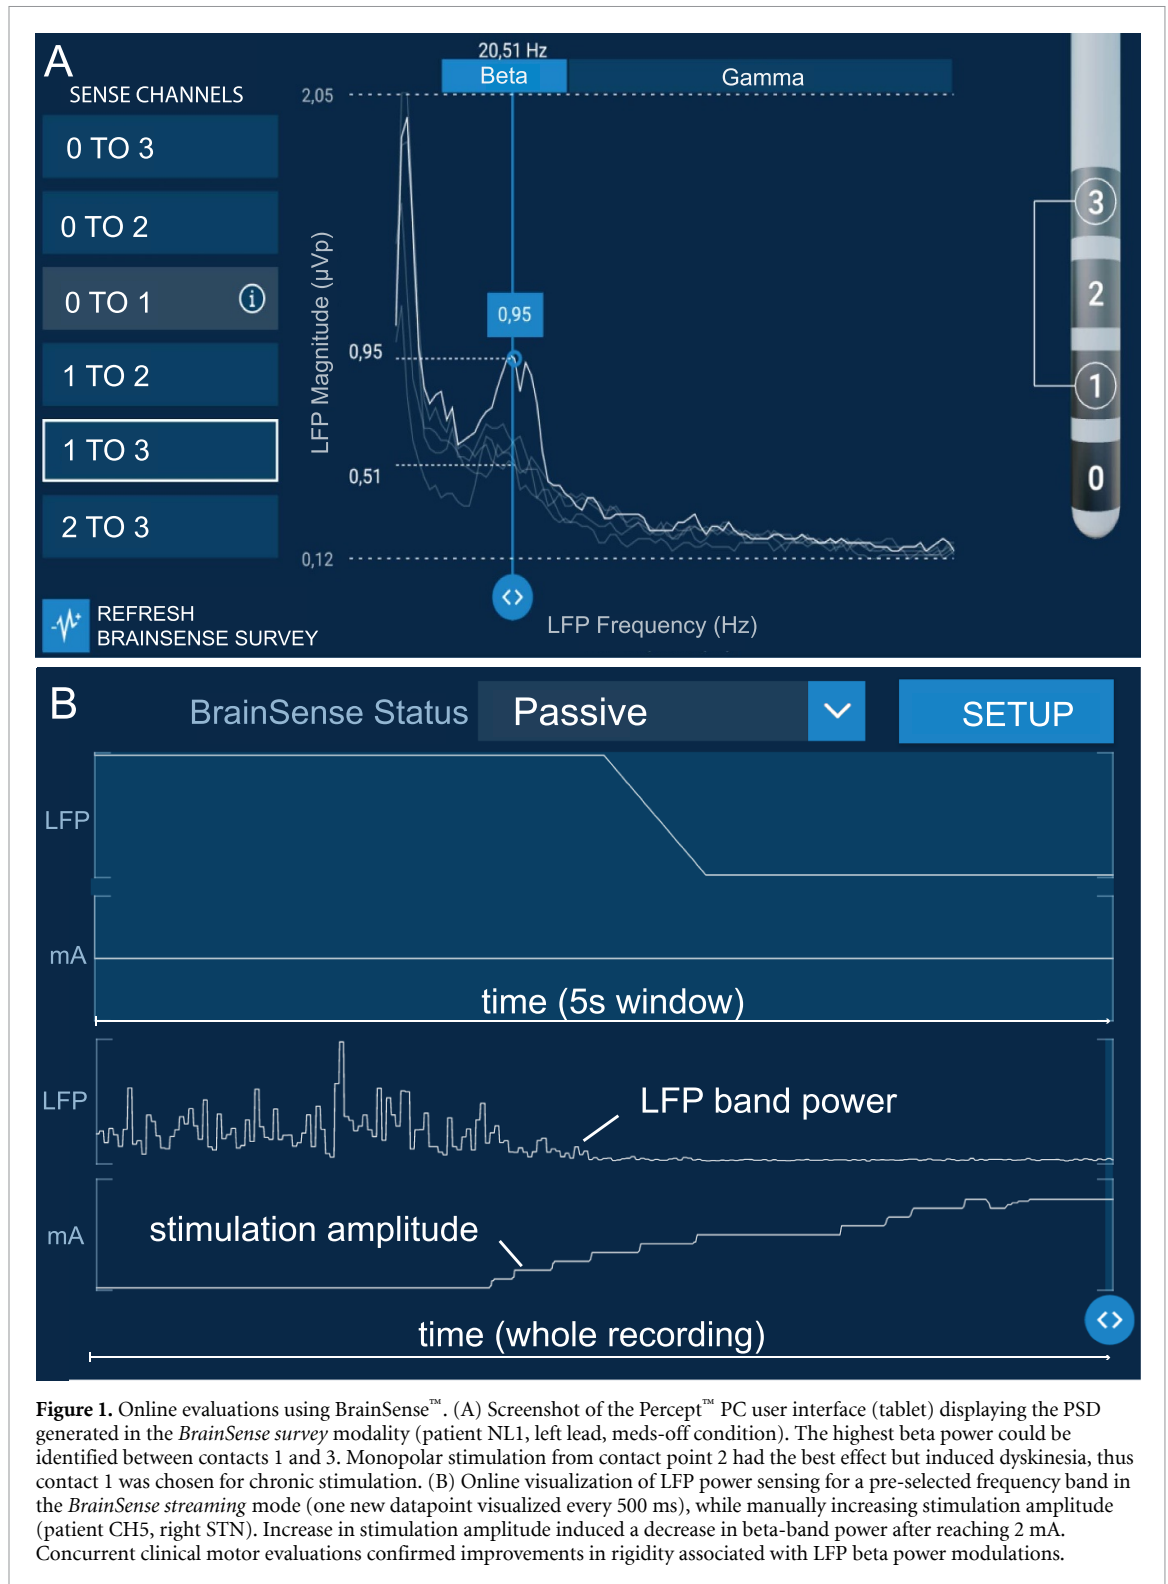 A
SENSE CHANNELS
0 TO 3
0 TO 2
0 TO 1
i
1 TO 2
1 TO 3
2 TO 3
REFRESH
BRAINSENSE SURVEY
20,51 Hz
Beta
Gamma
2,05
0,95
0,95
0,51
0,12
LFP Magnitude (µVp)
LFP Frequency (Hz)
3
2
1
0
B
BrainSense Status
Passive
SETUP
LFP
mA
time (5s window)
LFP
LFP band power
mA
stimulation amplitude
time (whole recording)
Figure 1. Online evaluations using BrainSense™. (A) Screenshot of the Percept™ PC user interface (tablet) displaying the PSD
generated in the BrainSense survey modality (patient NL1, left lead, meds-off condition). The highest beta power could be
identified between contacts 1 and 3. Monopolar stimulation from contact point 2 had the best effect but induced dyskinesia, thus
contact 1 was chosen for chronic stimulation. (B) Online visualization of LFP power sensing for a pre-selected frequency band in
the BrainSense streaming mode (one new datapoint visualized every 500 ms), while manually increasing stimulation amplitude
(patient CH5, right STN). Increase in stimulation amplitude induced a decrease in beta-band power after reaching 2 mA.
Concurrent clinical motor evaluations confirmed improvements in rigidity associated with LFP beta power modulations.